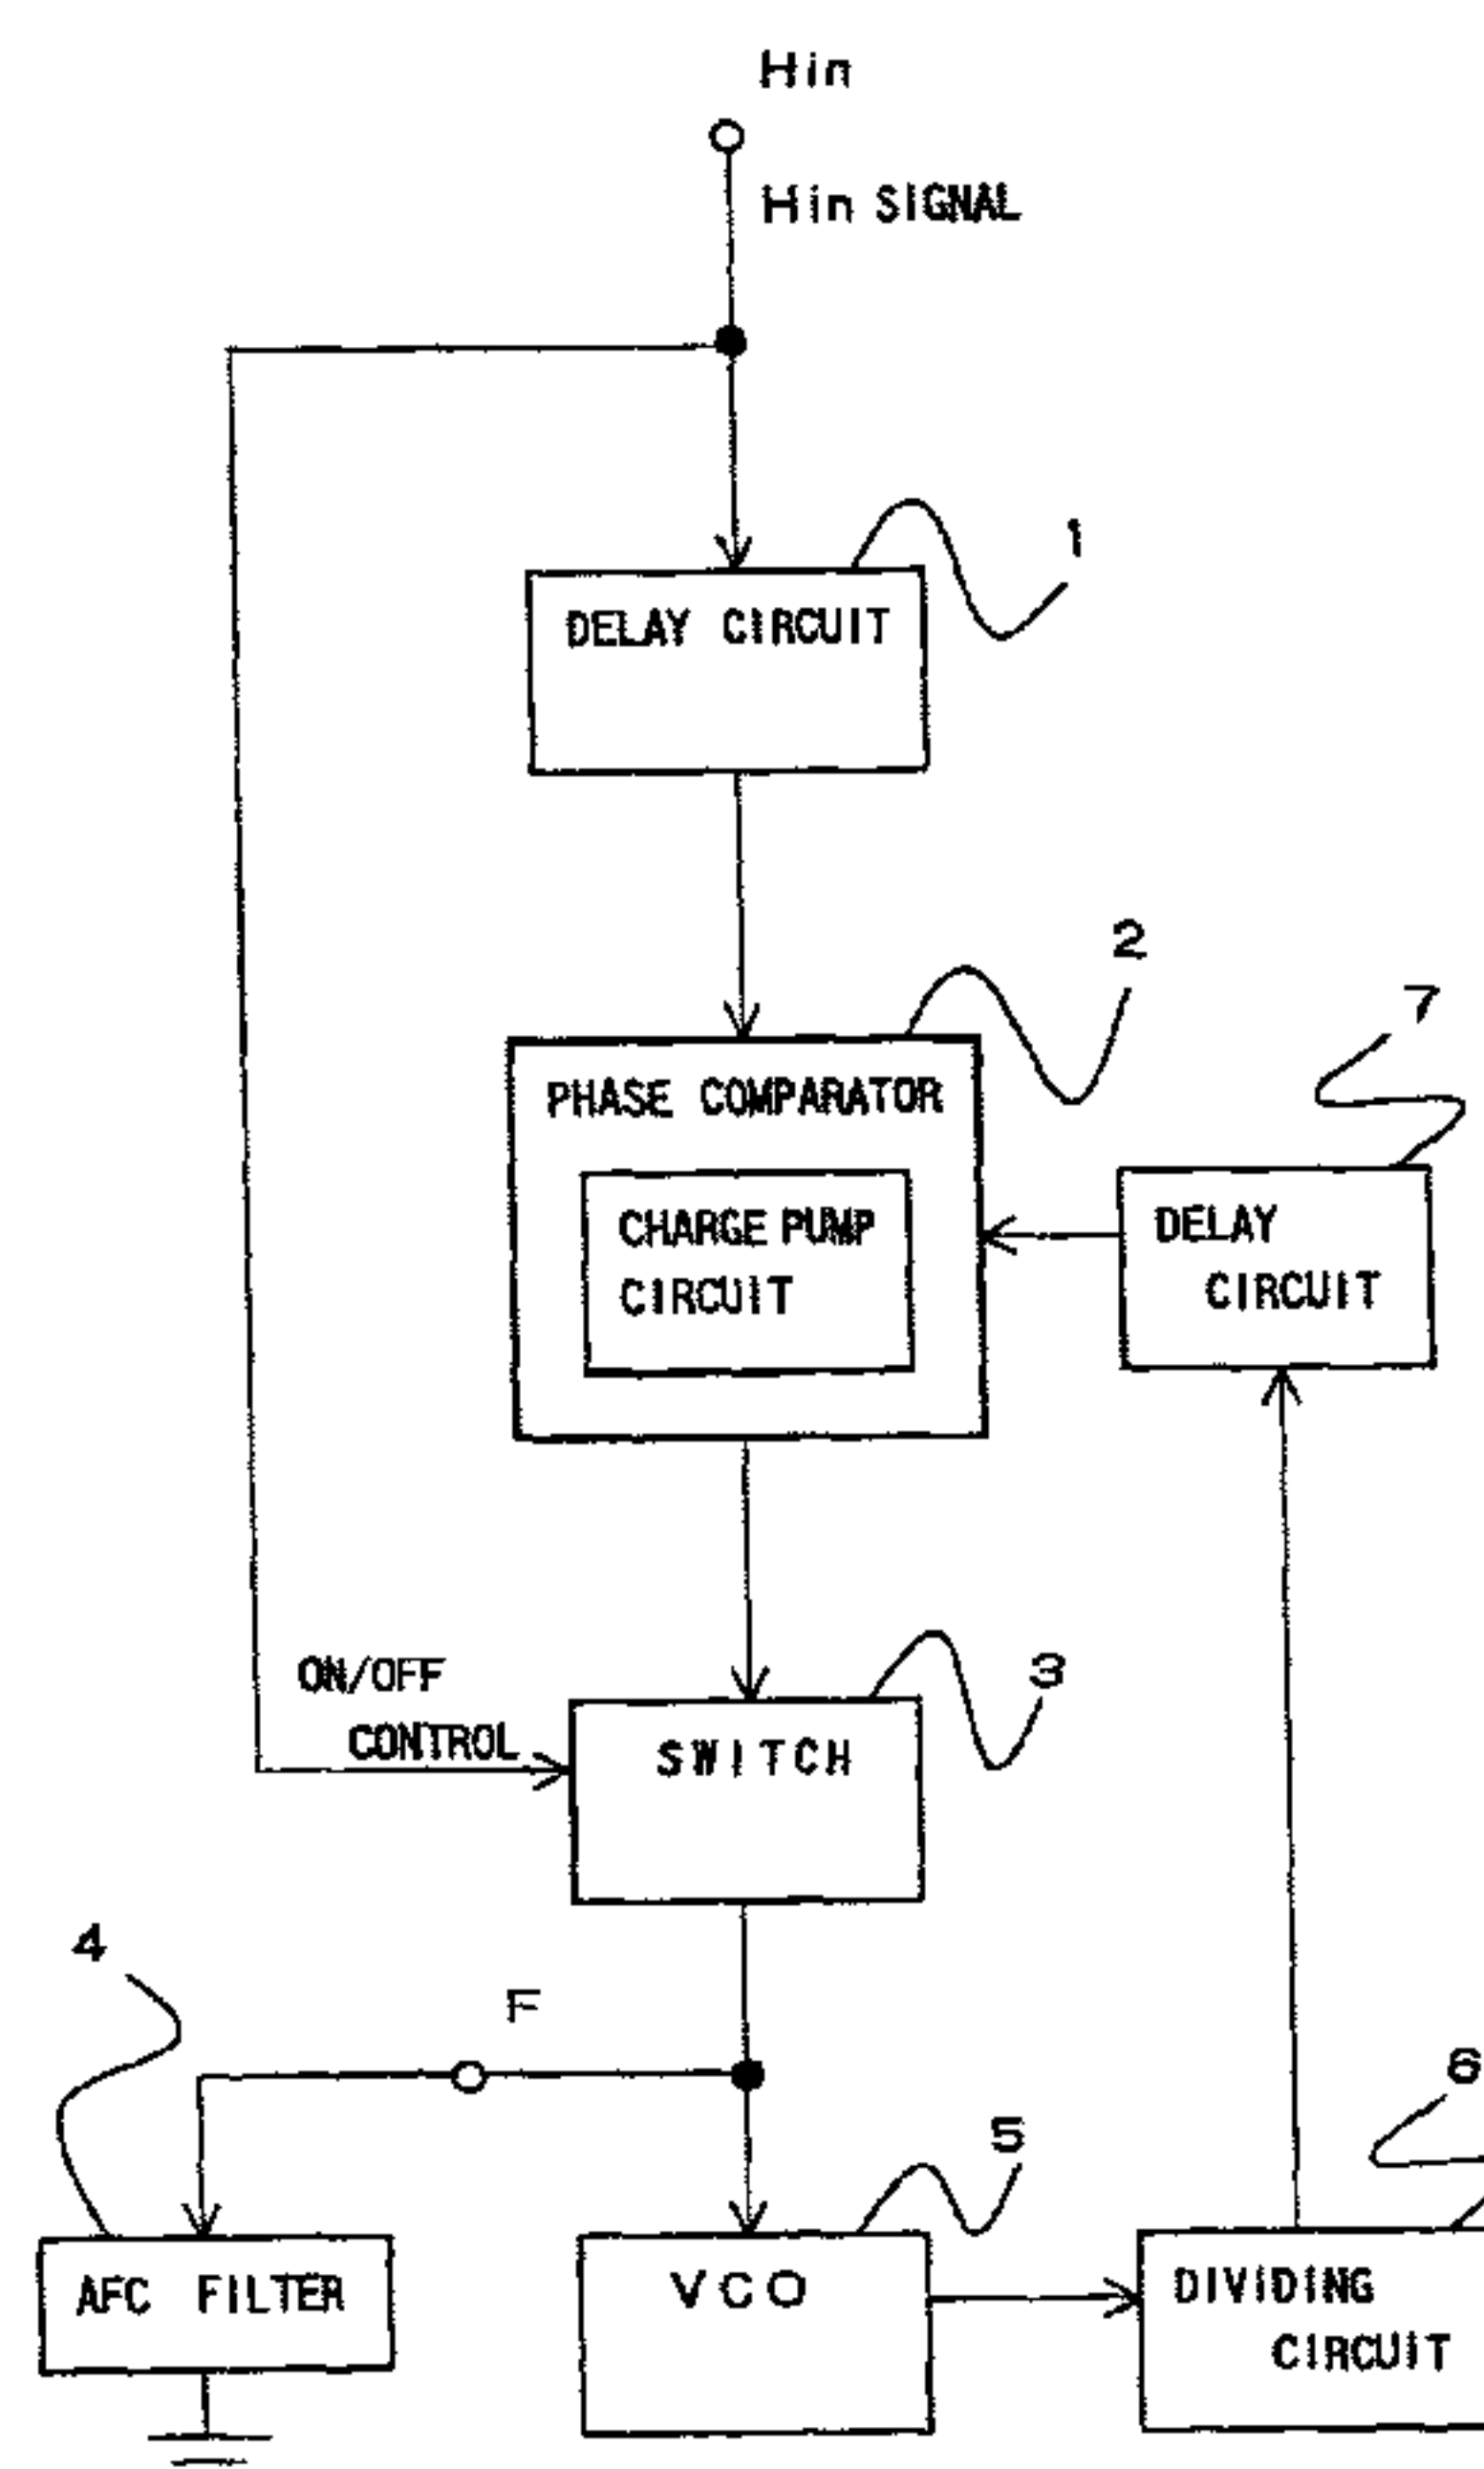 Hin
Hin SIGNAL
1
DELAY CIRCUIT
2
7
PHASE COMPARATOR
CHARGE PUMP
CIRCUIT
DELAY
CIRCUIT
ON/OFF
CONTROL
3
SWITCH
4
F
6
5
AFC FILTER
VCO
DIVIDING
CIRCUIT